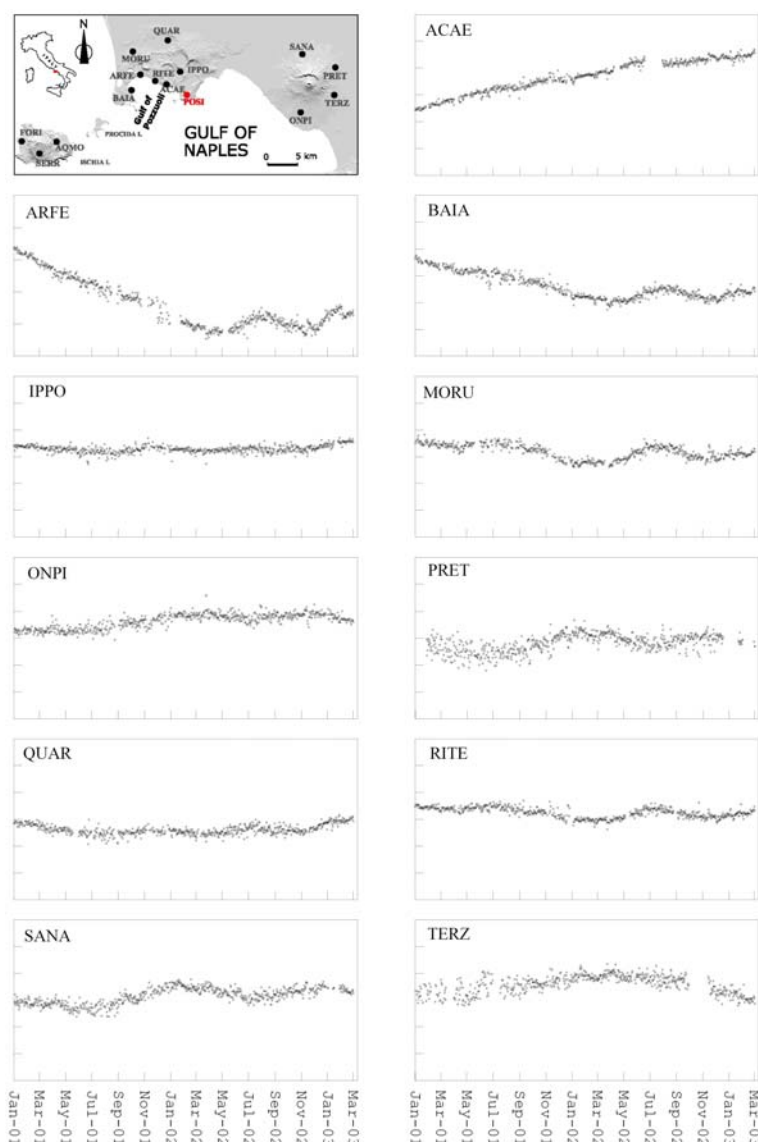 N
QUAR
SANA
MORU
PRET
ARFE
RITE
IPPO
ACAE
BAIA
POSI
TERZ
Gulf of
Pozzuoli
ONPI
PROCIDA I.
GULF OF
NAPLES
FORI
AQMO
SERR
ISCHIA I.
0 5 km
ACAE
ARFE
BAIA
IPPO
MORU
ONPI
PRET
QUAR
RITE
SANA
TERZ
Jan-01
Mar-01
May-01
Jul-01
Sep-01
Nov-01
Jan-02
Mar-02
May-02
Jul-02
Sep-02
Nov-02
Jan-03
Mar-03
Jan-01
Mar-01
May-01
Jul-01
Sep-01
Nov-01
Jan-02
Mar-02
May-02
Jul-02
Sep-02
Nov-02
Jan-03
Mar-03